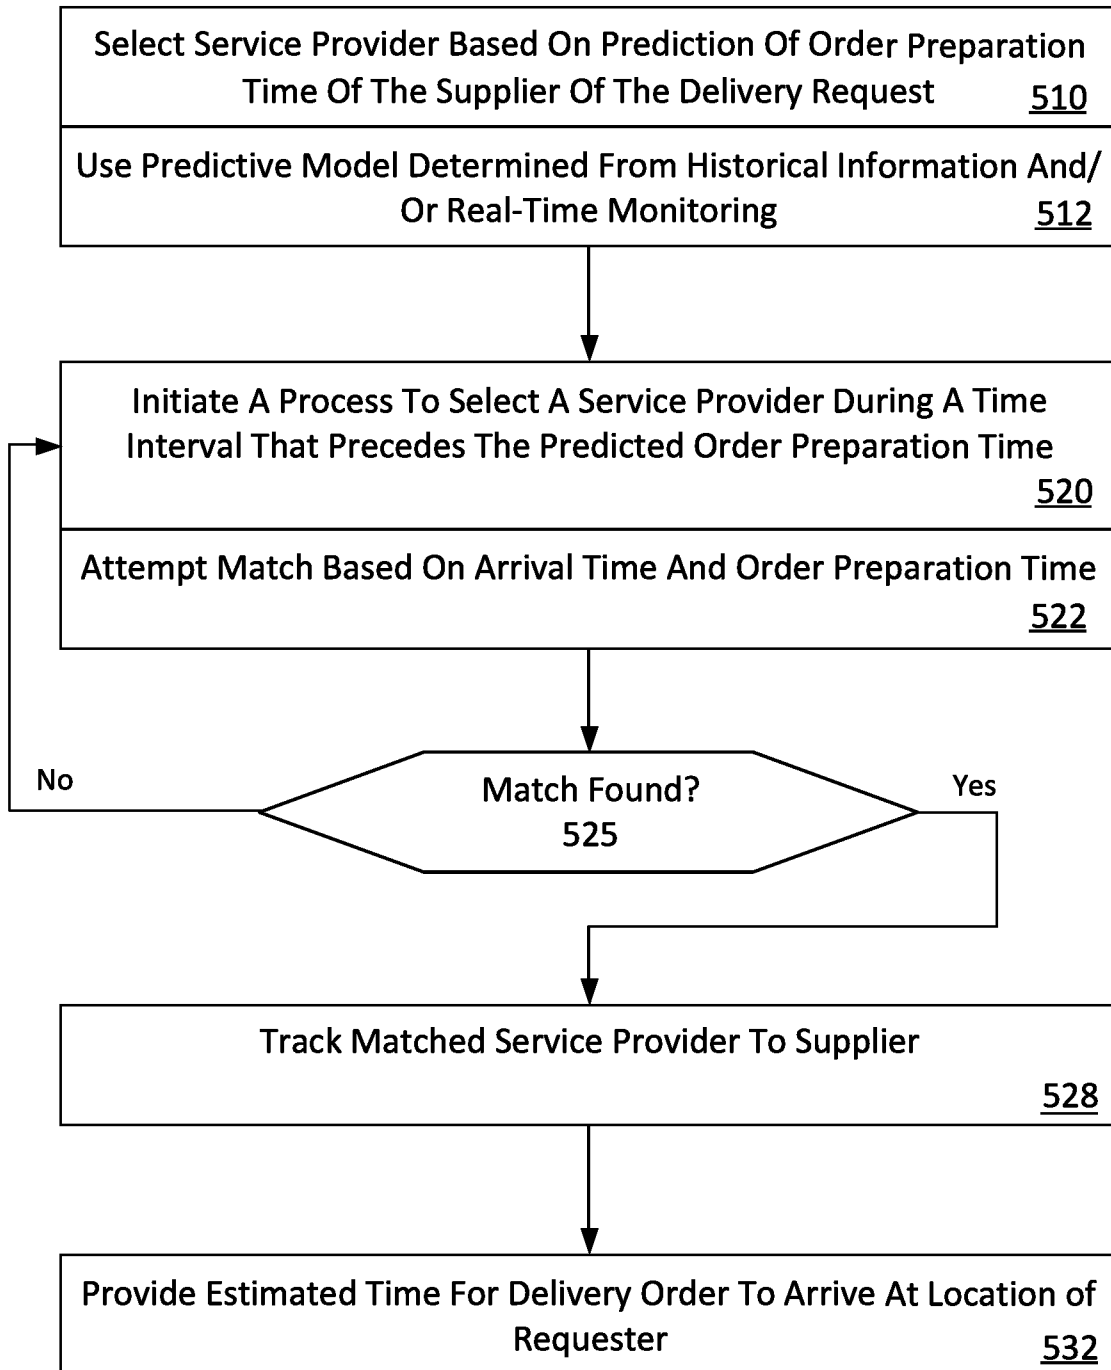 Select Service Provider Based On Prediction Of Order Preparation
Time Of The Supplier Of The Delivery Request
510
Use Predictive Model Determined From Historical Information And/
Or Real-Time Monitoring
512
Initiate A Process To Select A Service Provider During A Time
Interval That Precedes The Predicted Order Preparation Time
520
Attempt Match Based On Arrival Time And Order Preparation Time
522
No
Match Found?
525
Yes
Track Matched Service Provider To Supplier
528
Provide Estimated Time For Delivery Order To Arrive At Location of
Requester
532